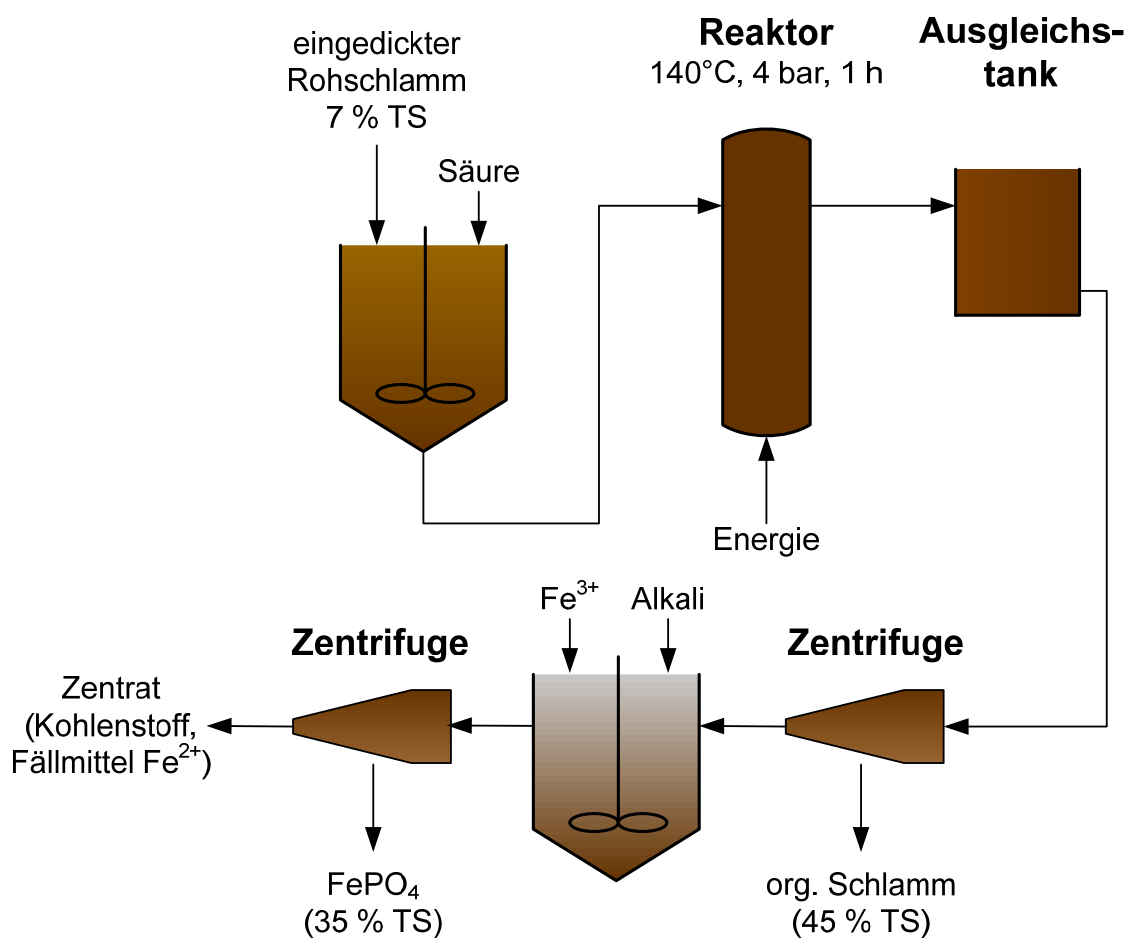 eingedickter
Rohschlamm
7 % TS
Säure
Reaktor
140°C, 4 bar, 1 h
Ausgleichs-
tank
Energie
Fe³⁺
Alkali
Zentrifuge
Zentrifuge
Zentrat
(Kohlenstoff,
Fällmittel Fe²⁺)
FePO₄
(35 % TS)
org. Schlamm
(45 % TS)